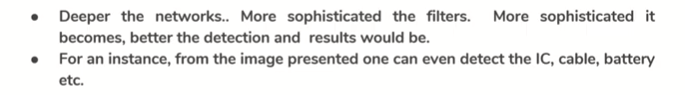 • Deeper the networks.. More sophisticated the filters. More sophisticated it
becomes, better the detection and results would be.
• For an instance, from the image presented one can even detect the IC, cable, battery
etc.